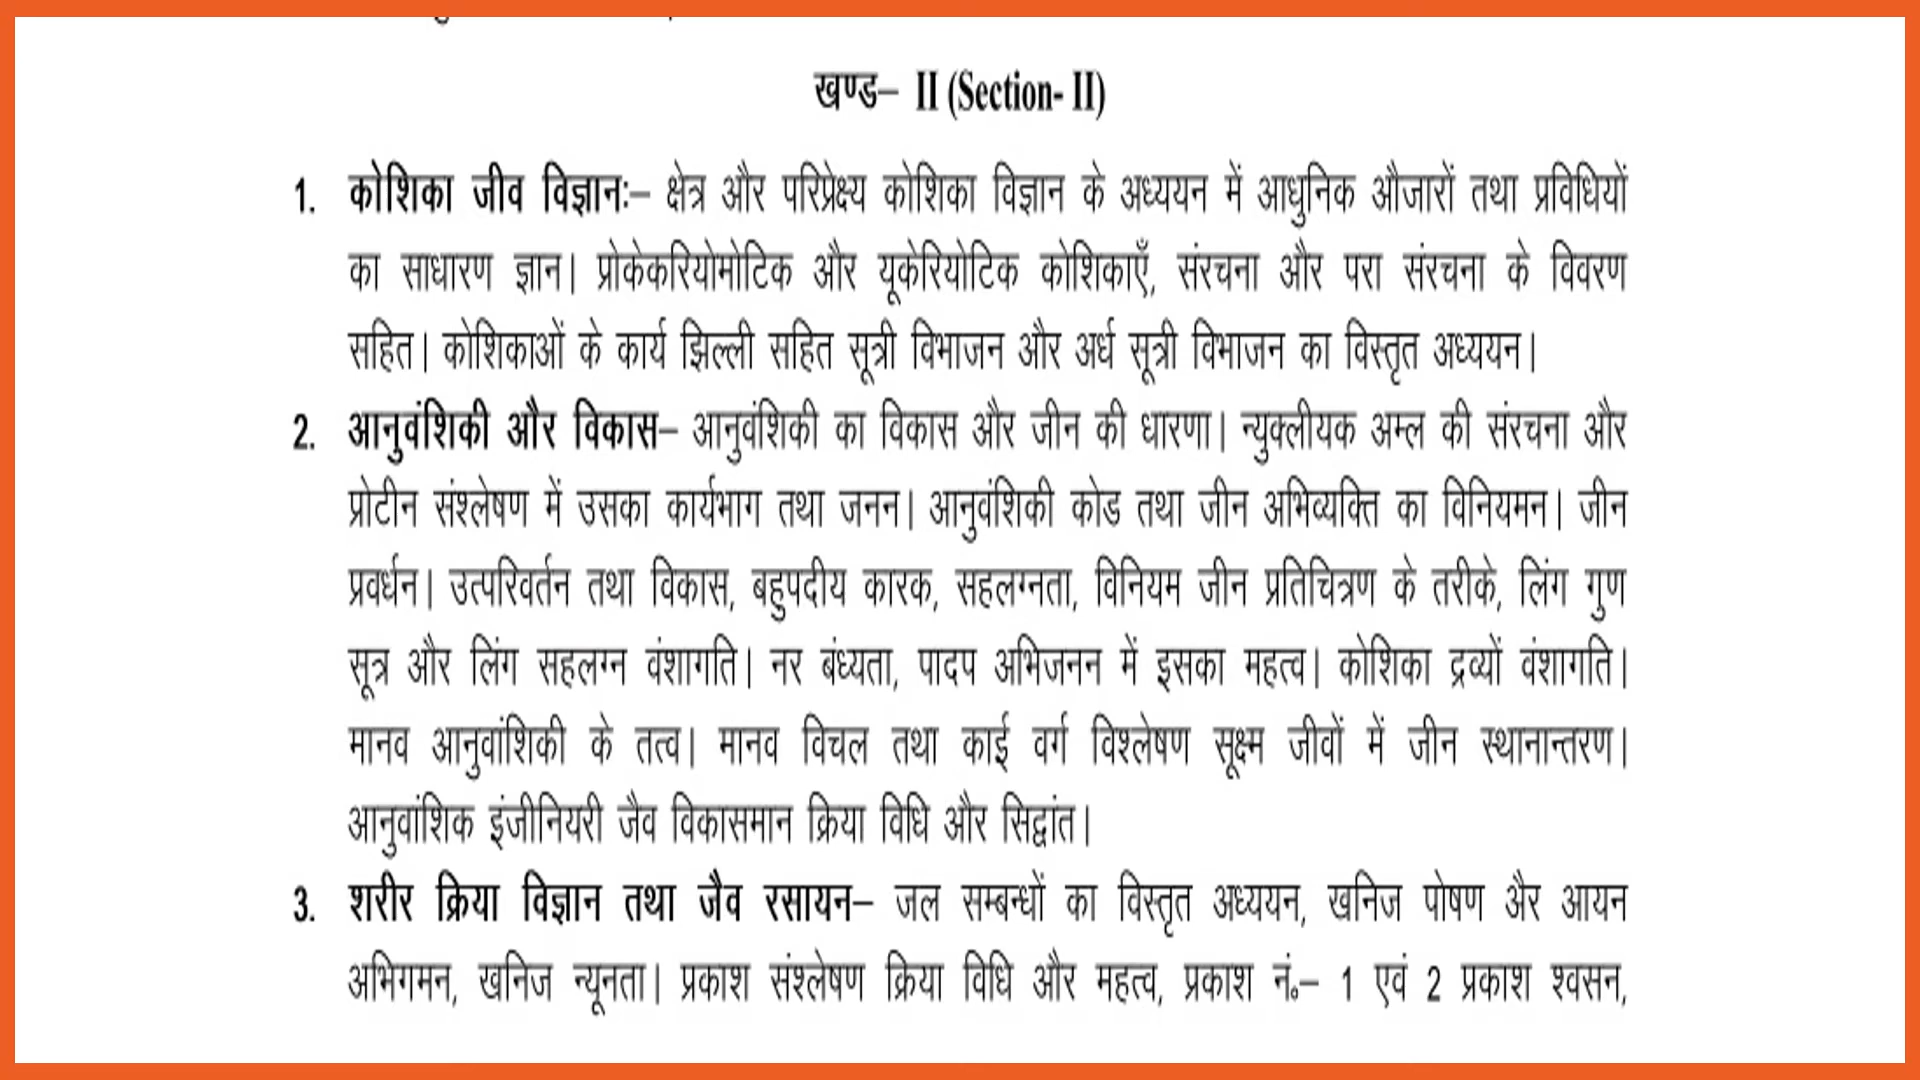 खण्ड– II (Section- II)
1. कोशिका जीव विज्ञानः– क्षेत्र और परिप्रेक्ष्य कोशिका विज्ञान के अध्ययन में आधुनिक औजारों तथा प्रविधियों
का साधारण ज्ञान। प्रोकेकरियोमोटिक और यूकेरियोटिक कोशिकाएँ, संरचना और परा संरचना के विवरण
सहित। कोशिकाओं के कार्य झिल्ली सहित सूत्री विभाजन और अर्ध सूत्री विभाजन का विस्तृत अध्ययन।
2. आनुवंशिकी और विकास– आनुवंशिकी का विकास और जीन की धारणा। न्युक्लीयक अम्ल की संरचना और
प्रोटीन संश्लेषण में उसका कार्यभाग तथा जनन। आनुवंशिकी कोड तथा जीन अभिव्यक्ति का विनियमन। जीन
प्रवर्धन। उत्परिवर्तन तथा विकास, बहुपदीय कारक, सहलग्नता, विनियम जीन प्रतिचित्रण के तरीके, लिंग गुण
सूत्र और लिंग सहलग्न वंशागति। नर बंध्यता, पादप अभिजनन में इसका महत्व। कोशिका द्रव्यों वंशागति।
मानव आनुवांशिकी के तत्व। मानव विचल तथा काई वर्ग विश्लेषण सूक्ष्म जीवों में जीन स्थानान्तरण।
आनुवांशिक इंजीनियरी जैव विकासमान क्रिया विधि और सिद्वांत।
3. शरीर क्रिया विज्ञान तथा जैव रसायन– जल सम्बन्धों का विस्तृत अध्ययन, खनिज पोषण अैर आयन
अभिगमन, खनिज न्यूनता। प्रकाश संश्लेषण क्रिया विधि और महत्व, प्रकाश नं॰– 1 एवं 2 प्रकाश श्वसन,